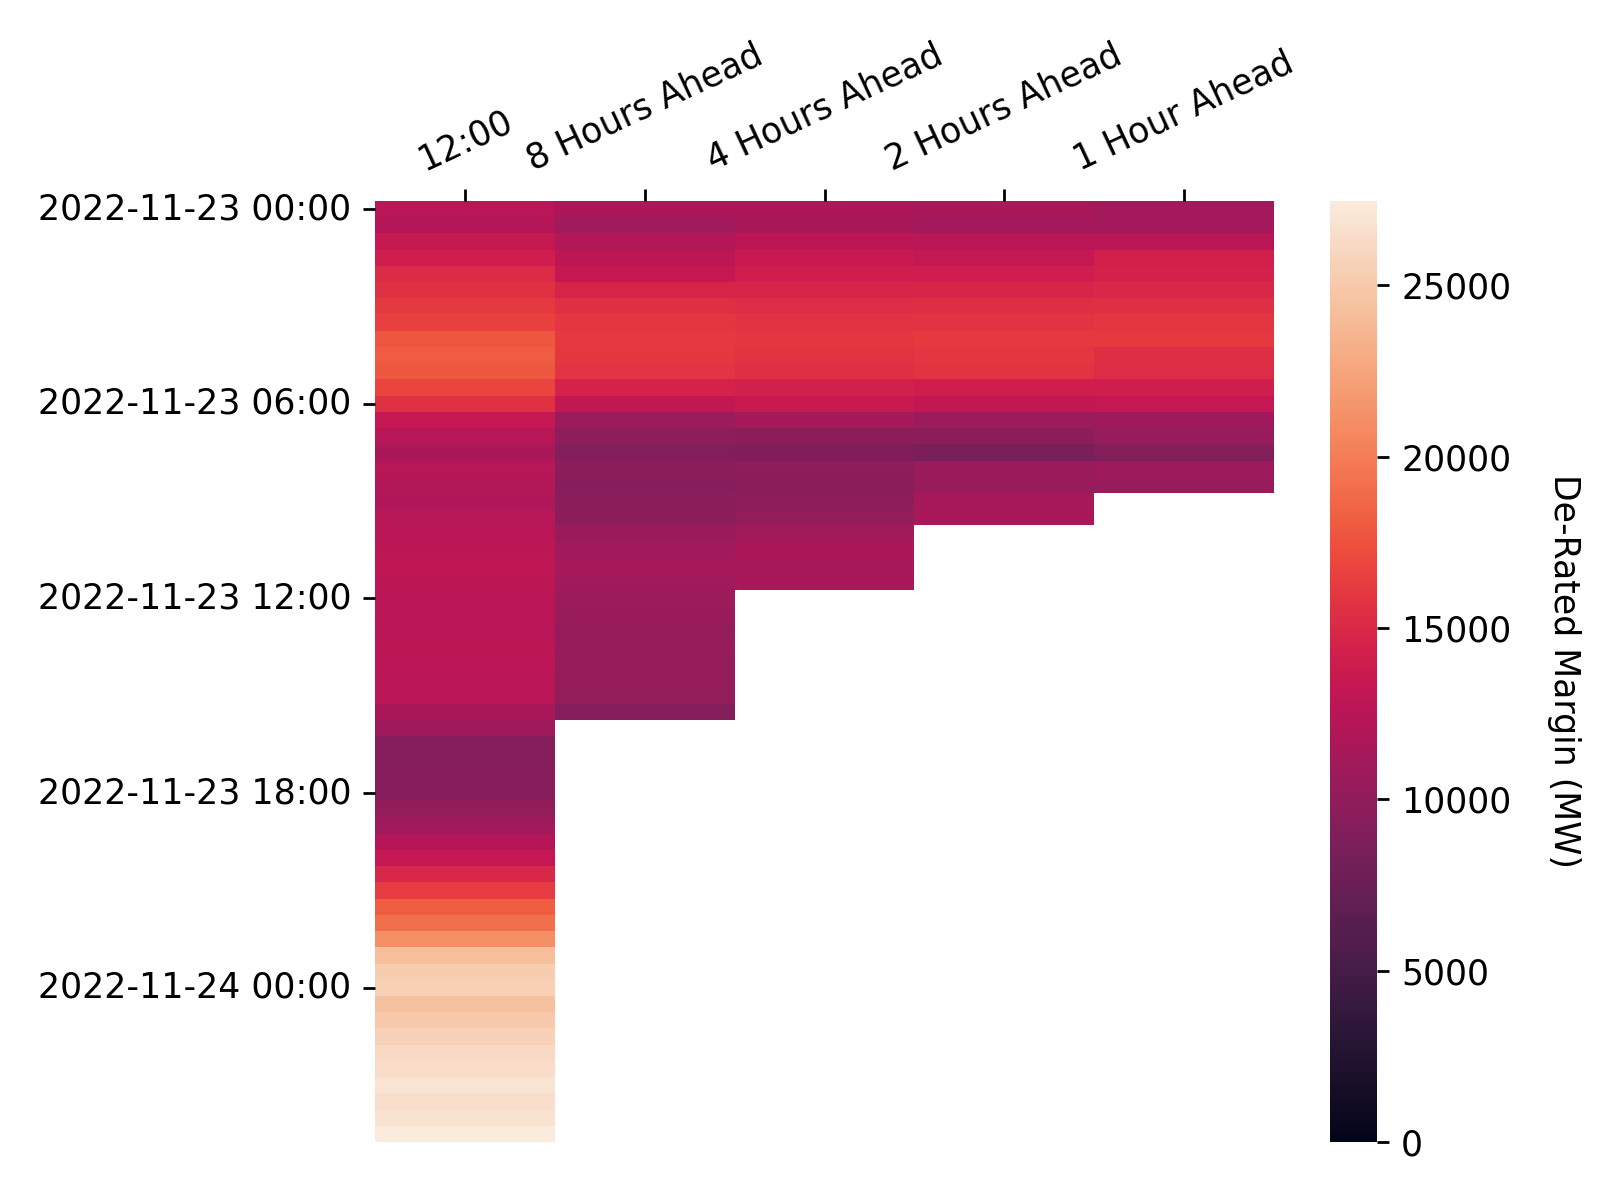 12:00
8 Hours Ahead
4 Hours Ahead
2 Hours Ahead
1 Hour Ahead
2022-11-23 00:00
2022-11-23 06:00
2022-11-23 12:00
2022-11-23 18:00
2022-11-24 00:00
25000
20000
15000
10000
5000
0
De-Rated Margin (MW)